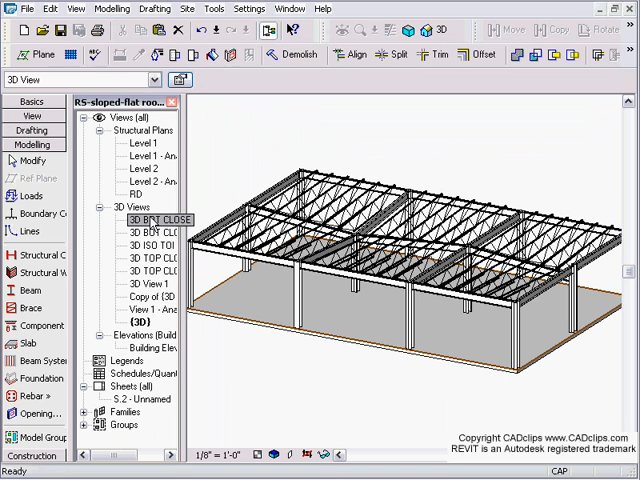 File Edit View Modelling Drafting Site Tools Settings Window Help
3D Move Copy Rotate
Plane Demolish Align Split Trim Offset
3D View
Basics
View
Drafting
Modelling
Modify
Ref Plane
Loads
Boundary C
Lines
Structural C
Structural W
Beam
Brace
Component
Slab
Beam System
Foundation
Rebar »
Opening...
Model Group
Construction
RS-sloped-flat roo...
Views (all)
Structural Plans
Level 1
Level 1 - Ana
Level 2
Level 2 - Ana
RD
3D Views
3D BOT CLOSE
3D BOT CLO
3D ISO TOI
3D TOP CLO
3D TOP CLO
3D View 1
Copy of {3D
View 1 - Ana
{3D}
Elevations (Build
Building Elev
Legends
Schedules/Quant
Sheets (all)
S.2 - Unnamed
Families
Groups
1/8" = 1'-0"
Copyright CADclips www.CADclips.com
REVIT is an Autodesk registered trademark
Ready CAP